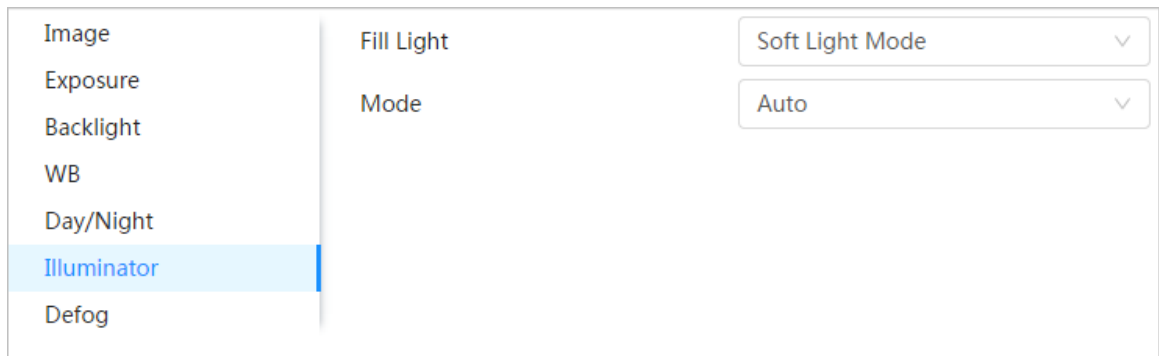 Image
Exposure
Backlight
WB
Day/Night
Illuminator
Defog
Fill Light
Soft Light Mode
Mode
Auto